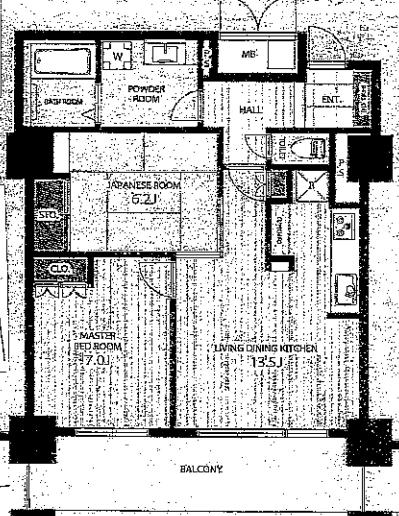 MB
W
BATH ROOM
POWDER
ROOM
HALL
ENT.
TOILET
JAPANESE ROOM
6.2J
STO.
R
CLO.
MASTER
BED ROOM
7.0J
LIVING DINING KITCHEN
13.5J
BALCONY